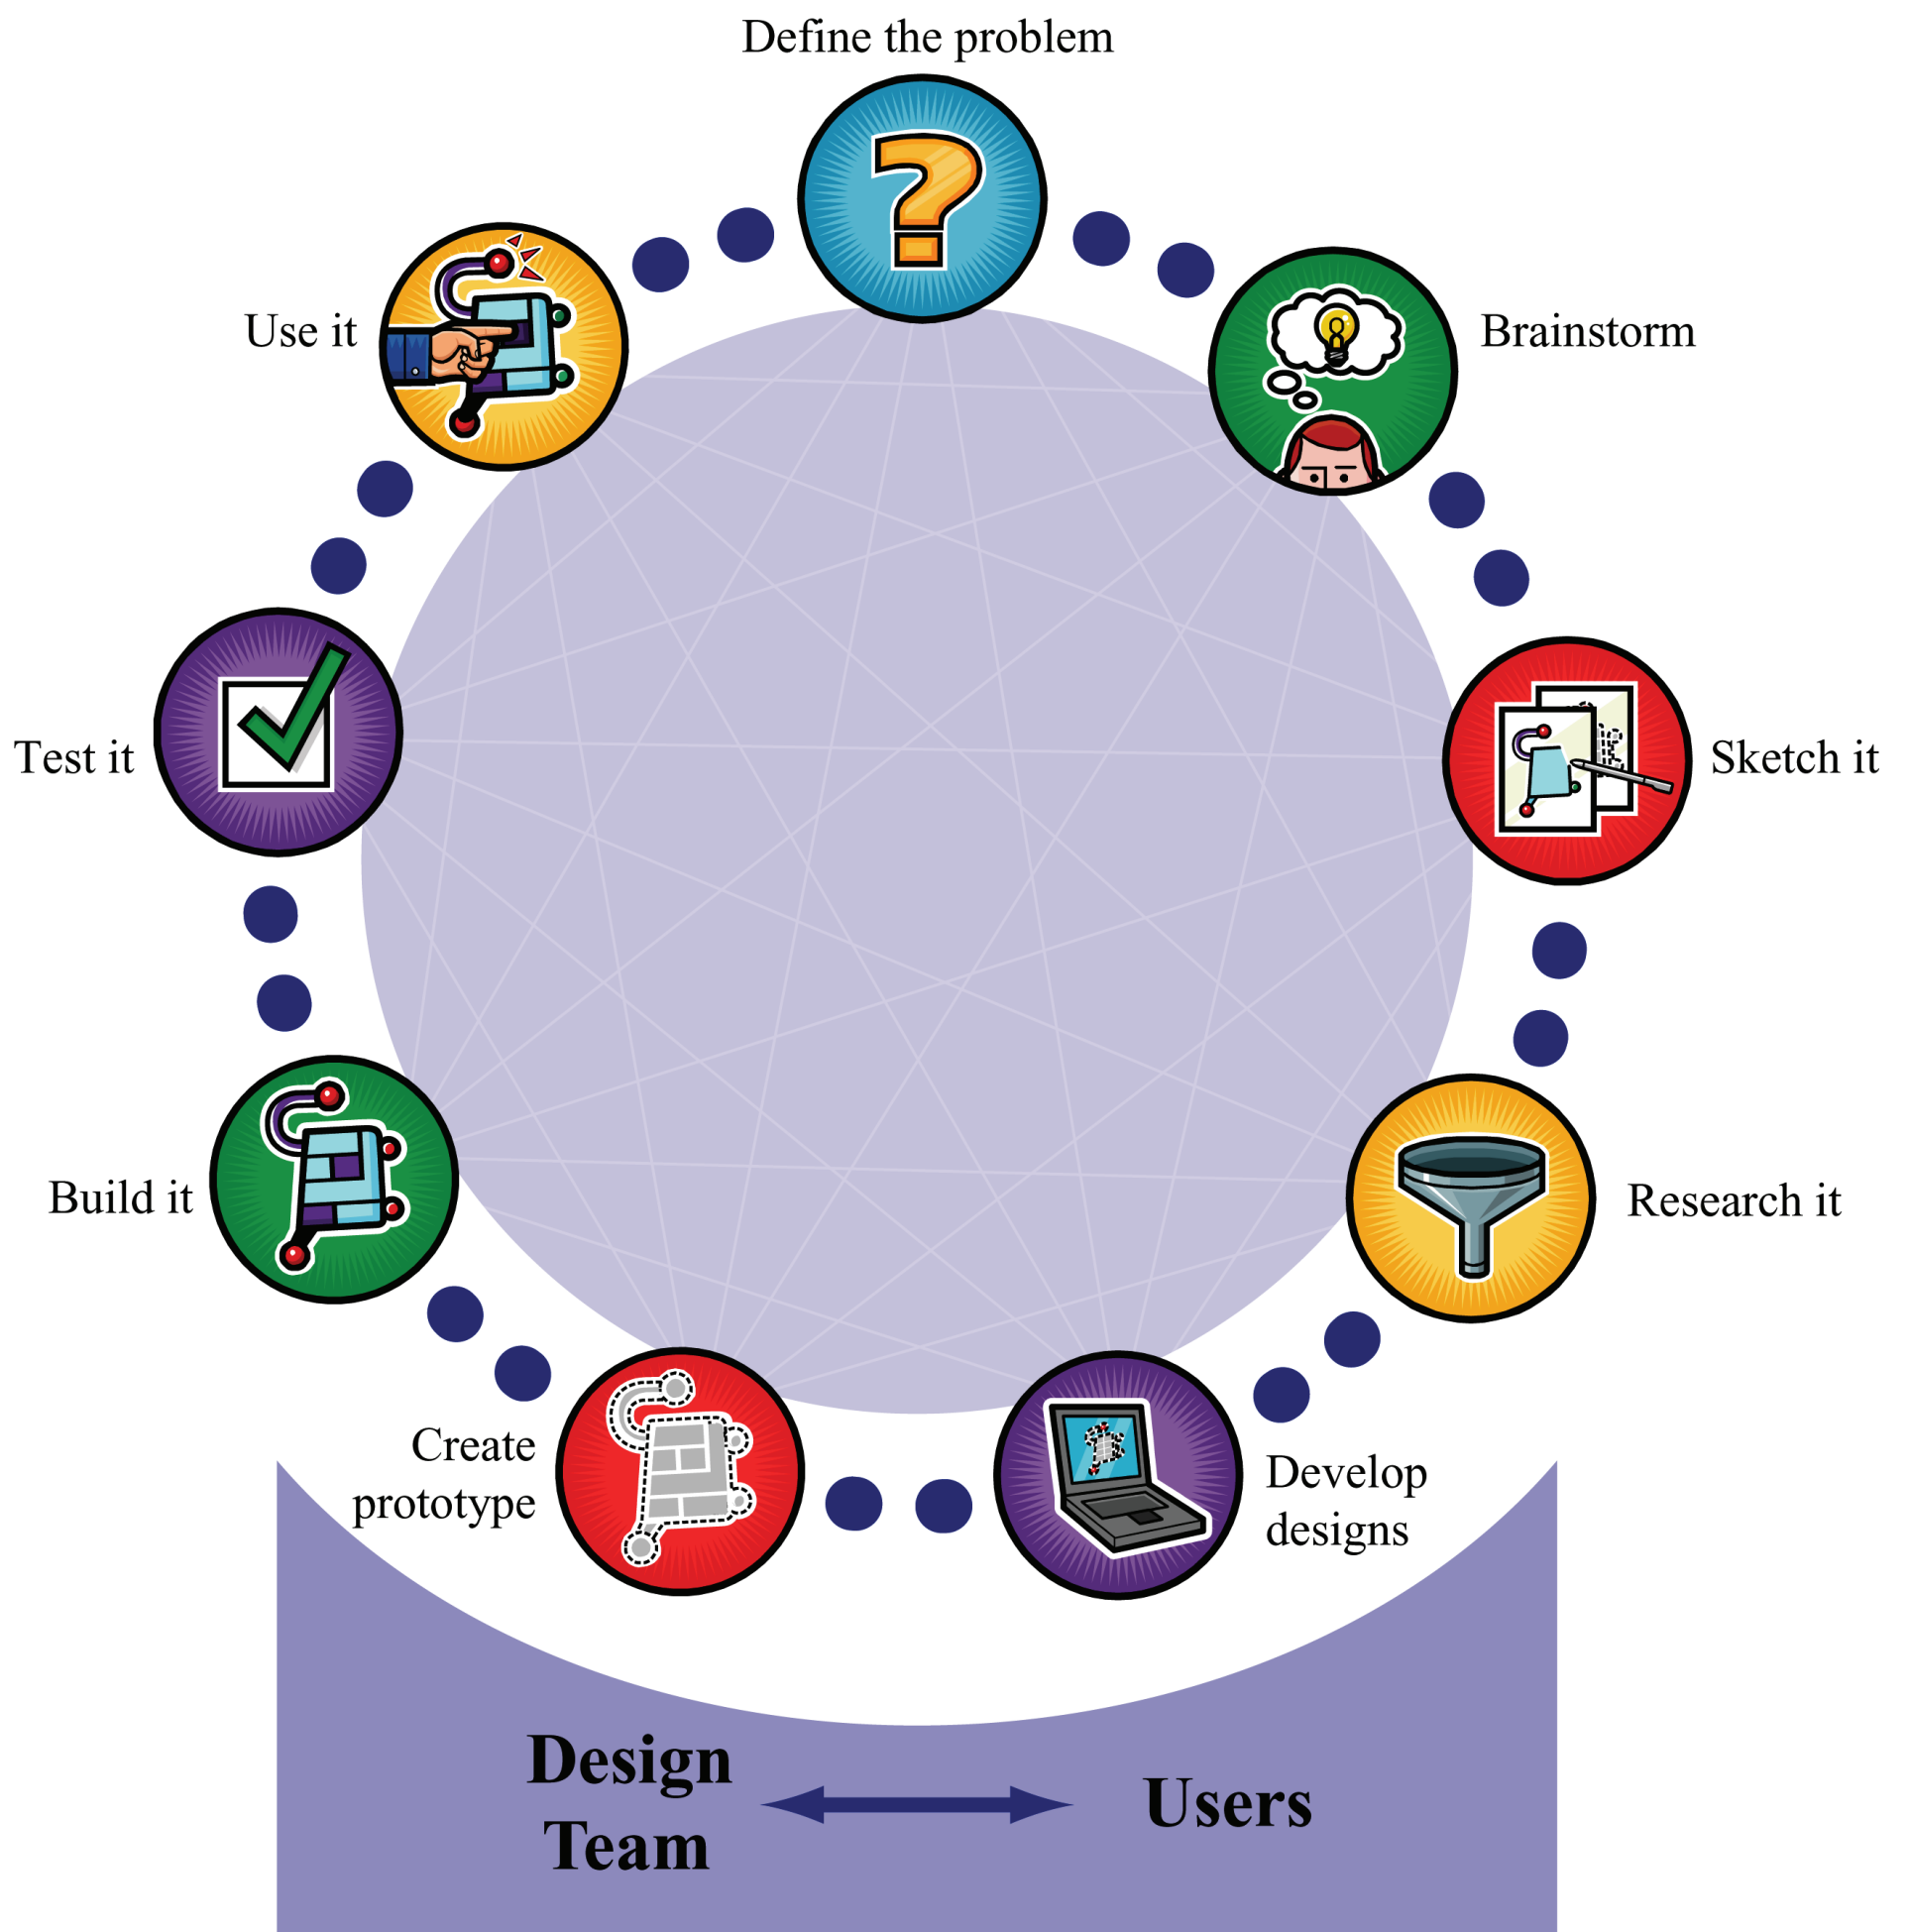 Define the problem
Brainstorm
Sketch it
Research it
Develop
designs
Create
prototype
Build it
Test it
Use it
Design
Team
Users